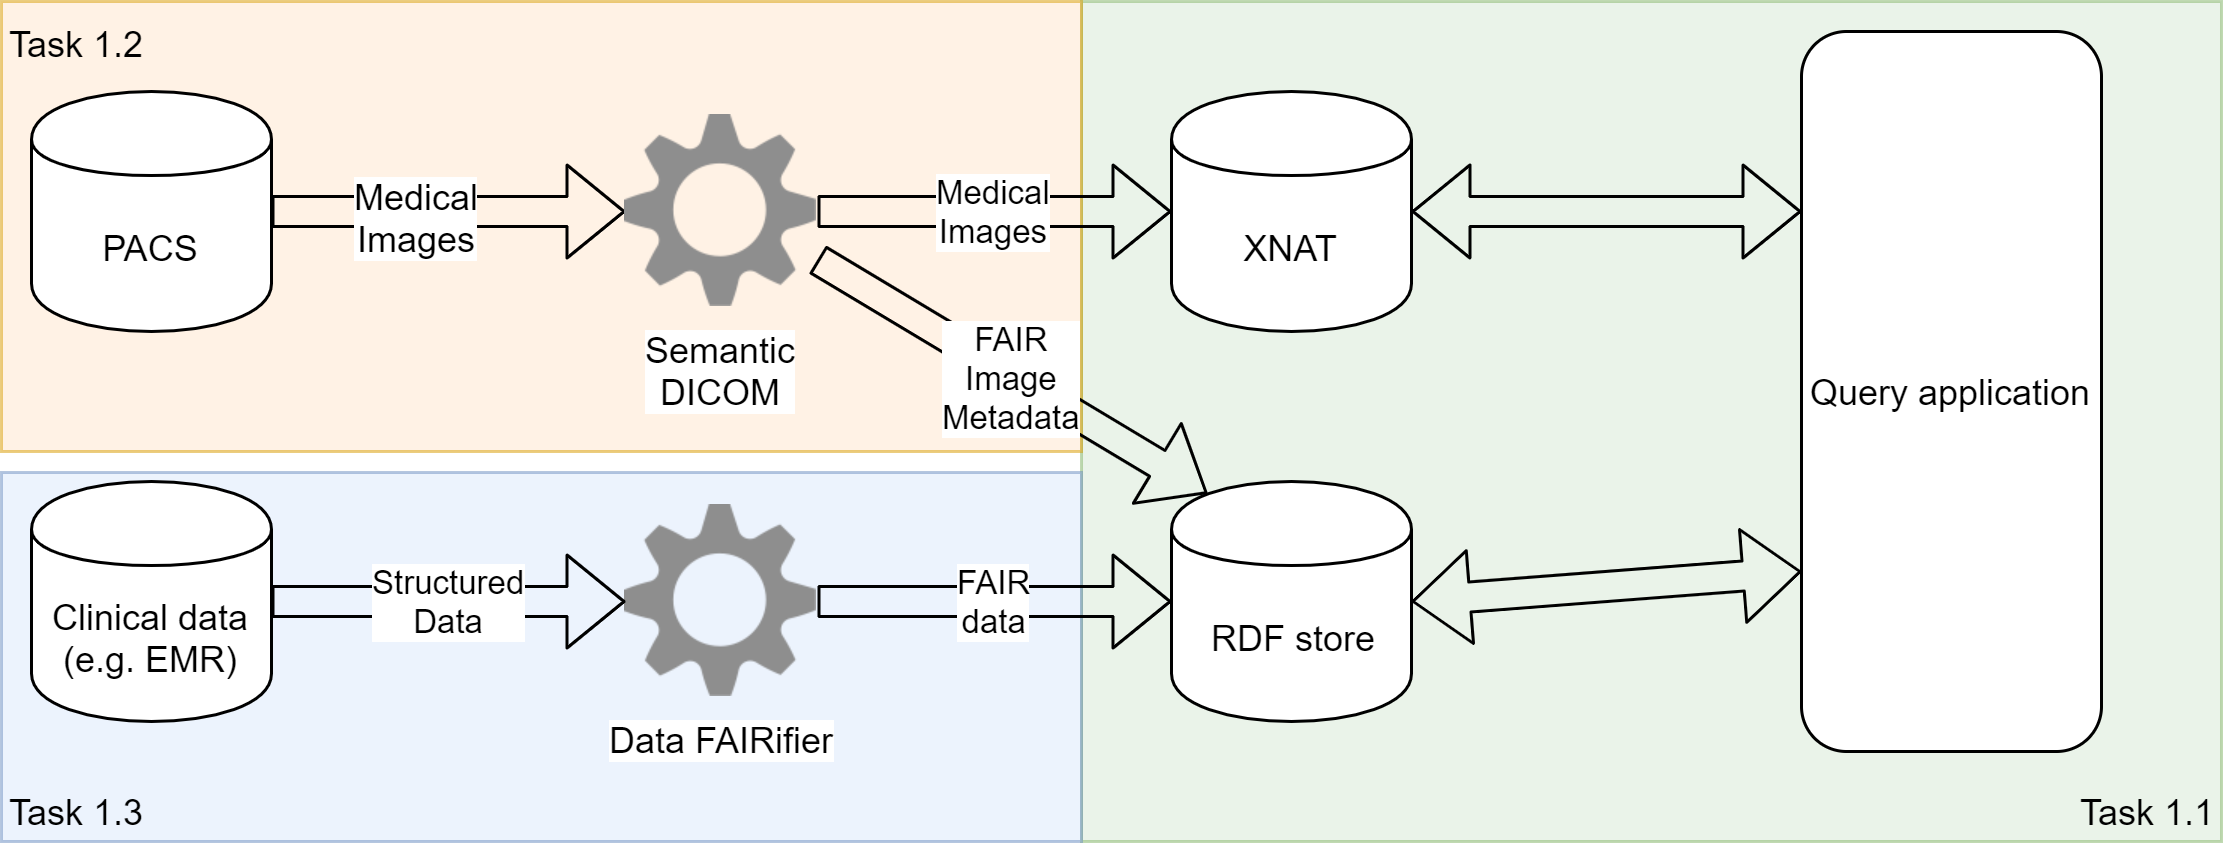 Task 1.2
PACS
Medical
Images
Semantic
DICOM
Medical
Images
FAIR
Image
Metadata
XNAT
Query application
Clinical data
(e.g. EMR)
Structured
Data
Data FAIRifier
FAIR
data
RDF store
Task 1.3
Task 1.1